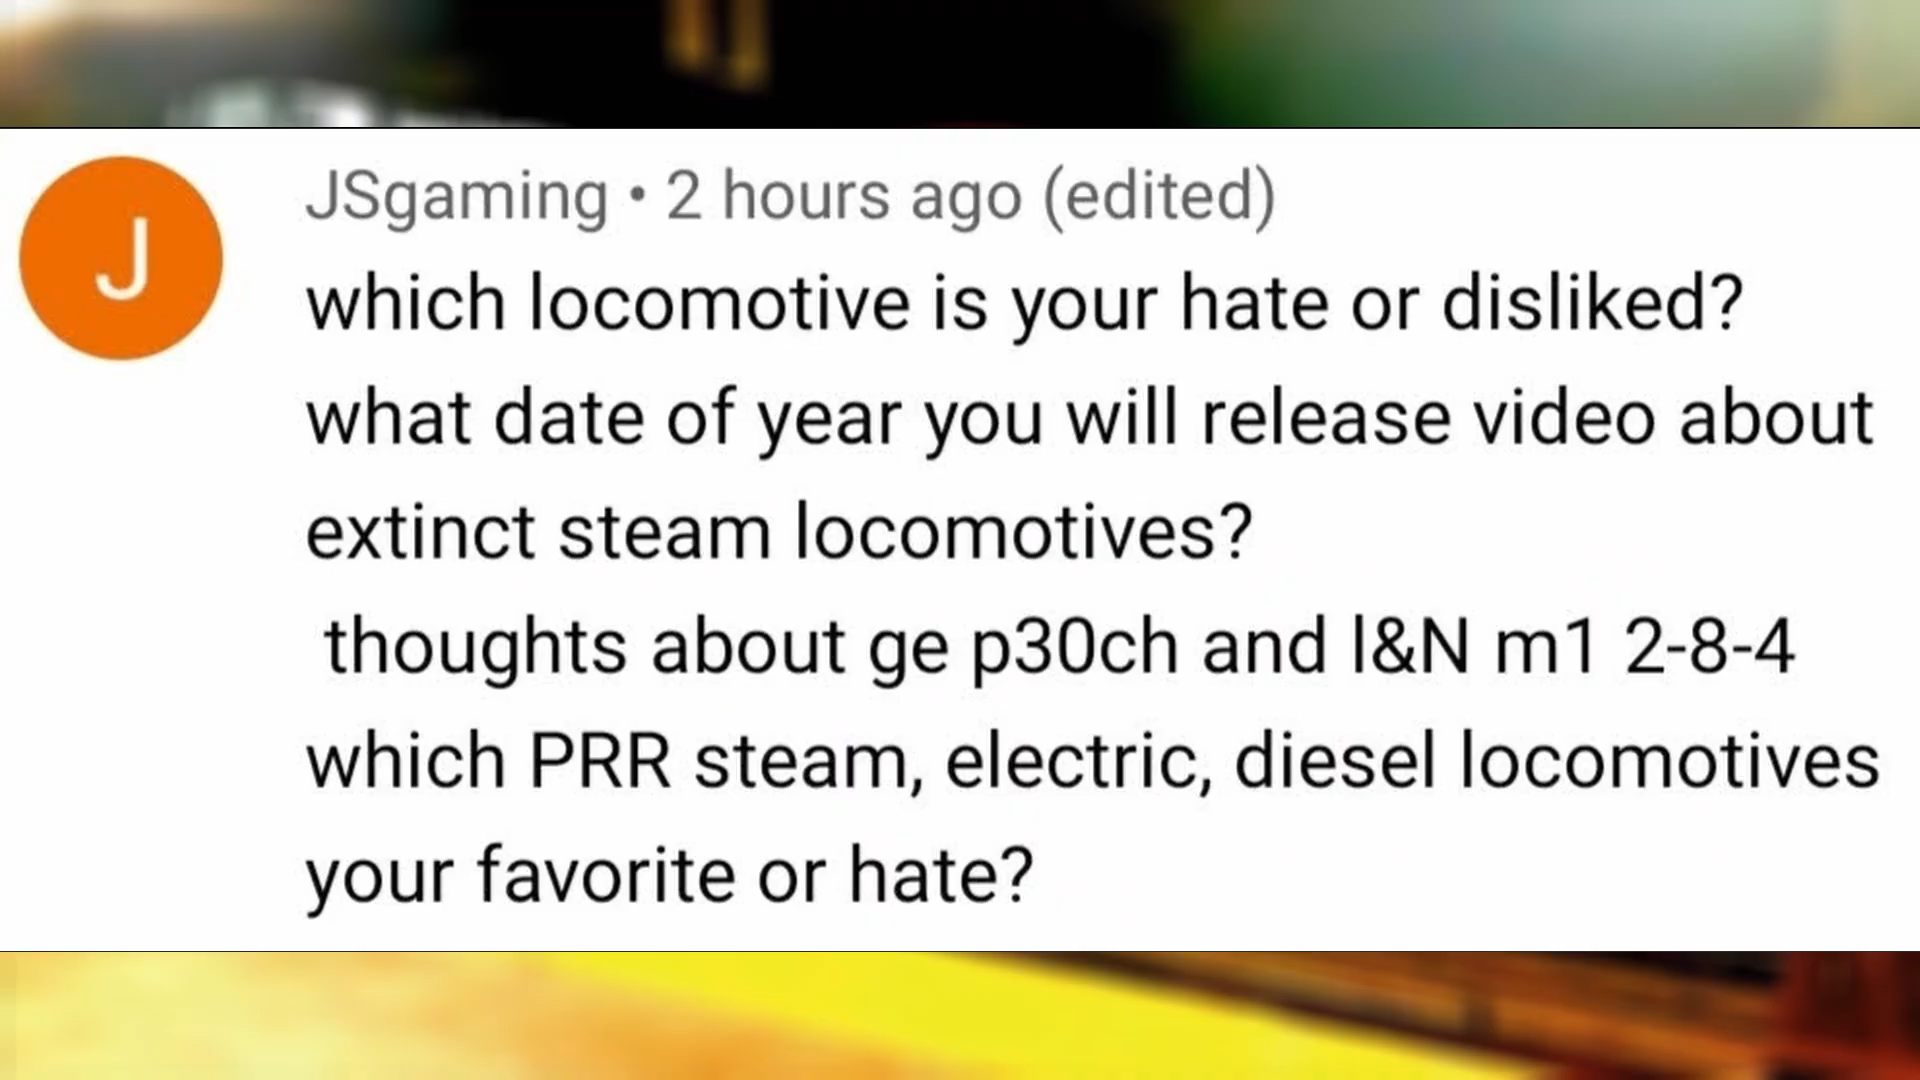 J
JSgaming • 2 hours ago (edited)
which locomotive is your hate or disliked?
what date of year you will release video about
extinct steam locomotives?
thoughts about ge p30ch and l&N m1 2-8-4
which PRR steam, electric, diesel locomotives
your favorite or hate?